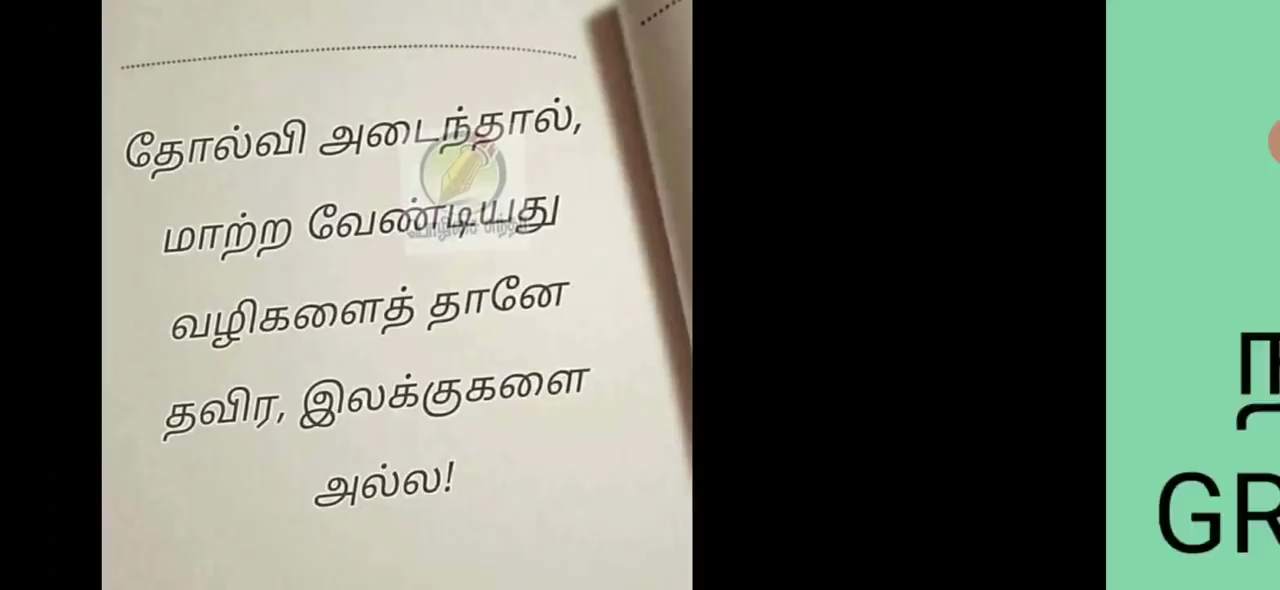 தோல்வி அடைந்தால்,
மாற்ற வேண்டியது
வழிகளைத் தானே
தவிர, இலக்குகளை
அல்ல!
GR